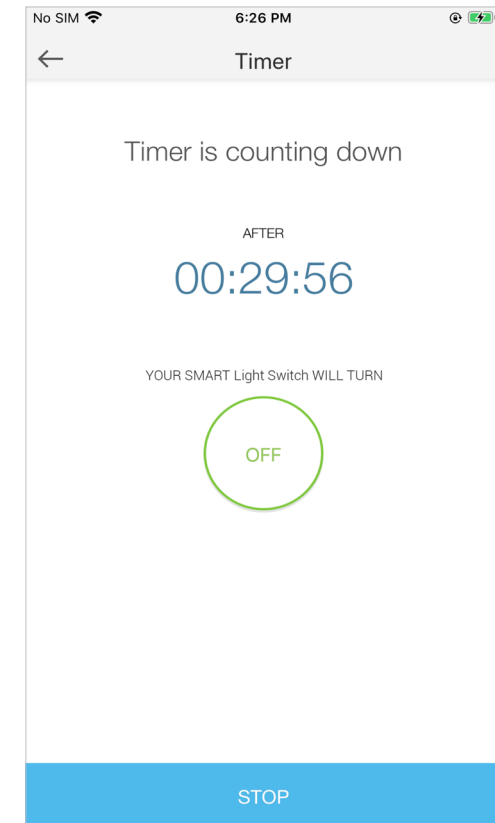 No SIM 6:26 PM
Timer
Timer is counting down
AFTER
00:29:56
YOUR SMART Light Switch WILL TURN
OFF
STOP